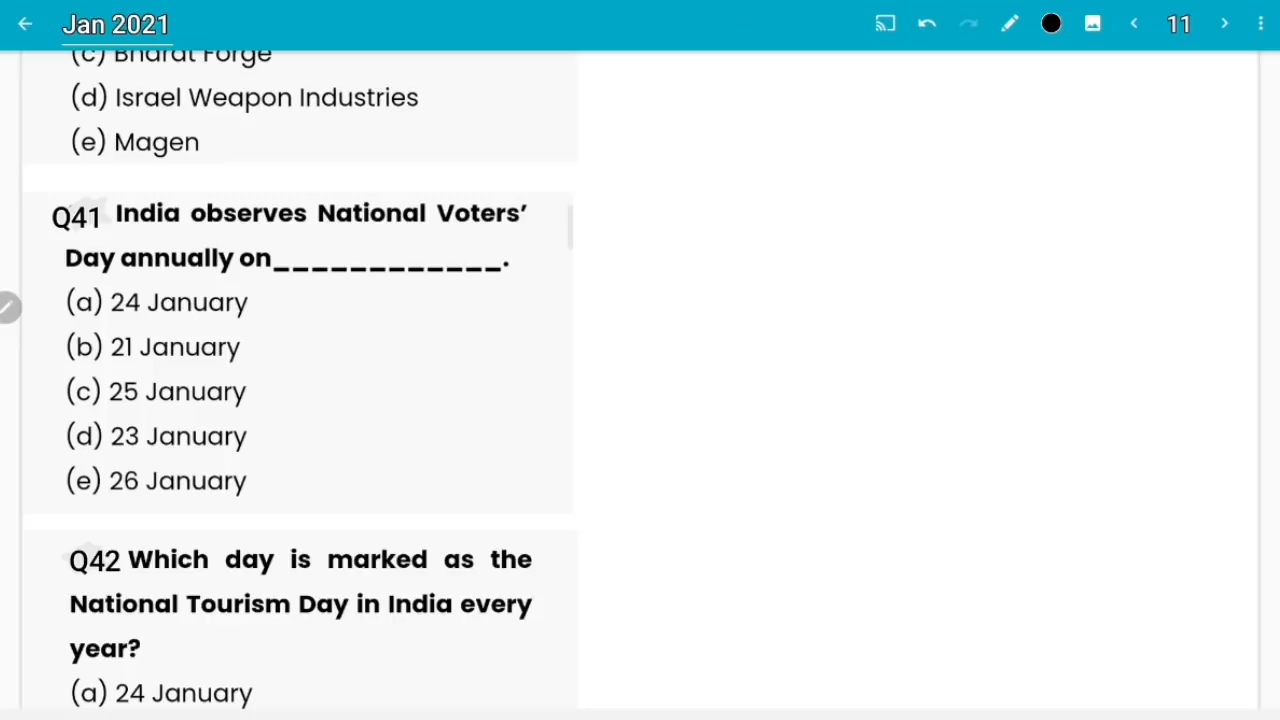 Jan 2021
11
(c) Bharat Forge
(d) Israel Weapon Industries
(e) Magen
Q41 India observes National Voters’
Day annually on____________.
(a) 24 January
(b) 21 January
(c) 25 January
(d) 23 January
(e) 26 January
Q42 Which day is marked as the
National Tourism Day in India every
year?
(a) 24 January